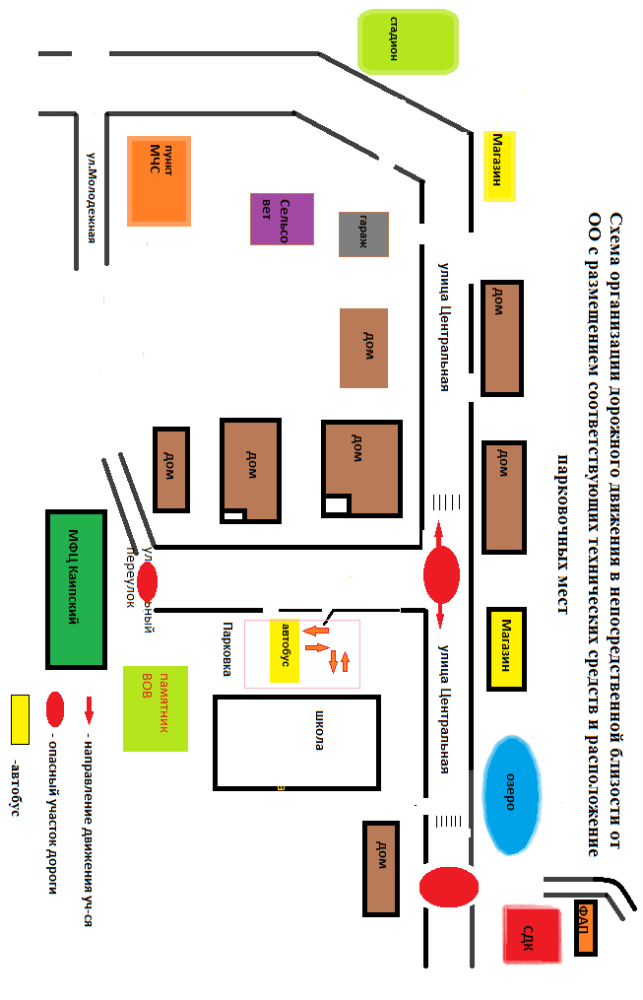 Схема организации дорожного движения в непосредственной близости от
ОО с размещением соответствующих технических средств и расположение
парковочных мест
стадион
Магазин
дом
дом
Магазин
озеро
ФАП
СДК
улица Центральная
улица Центральная
гараж
дом
дом
школа
дом
Сельсо
вет
дом
автобус
Парковка
пункт
МЧС
дом
переулок
памятник
ВОВ
ул.Молодежная
МФЦ Каипский
- направление движения уч-ся
- опасный участок дороги
-автобус